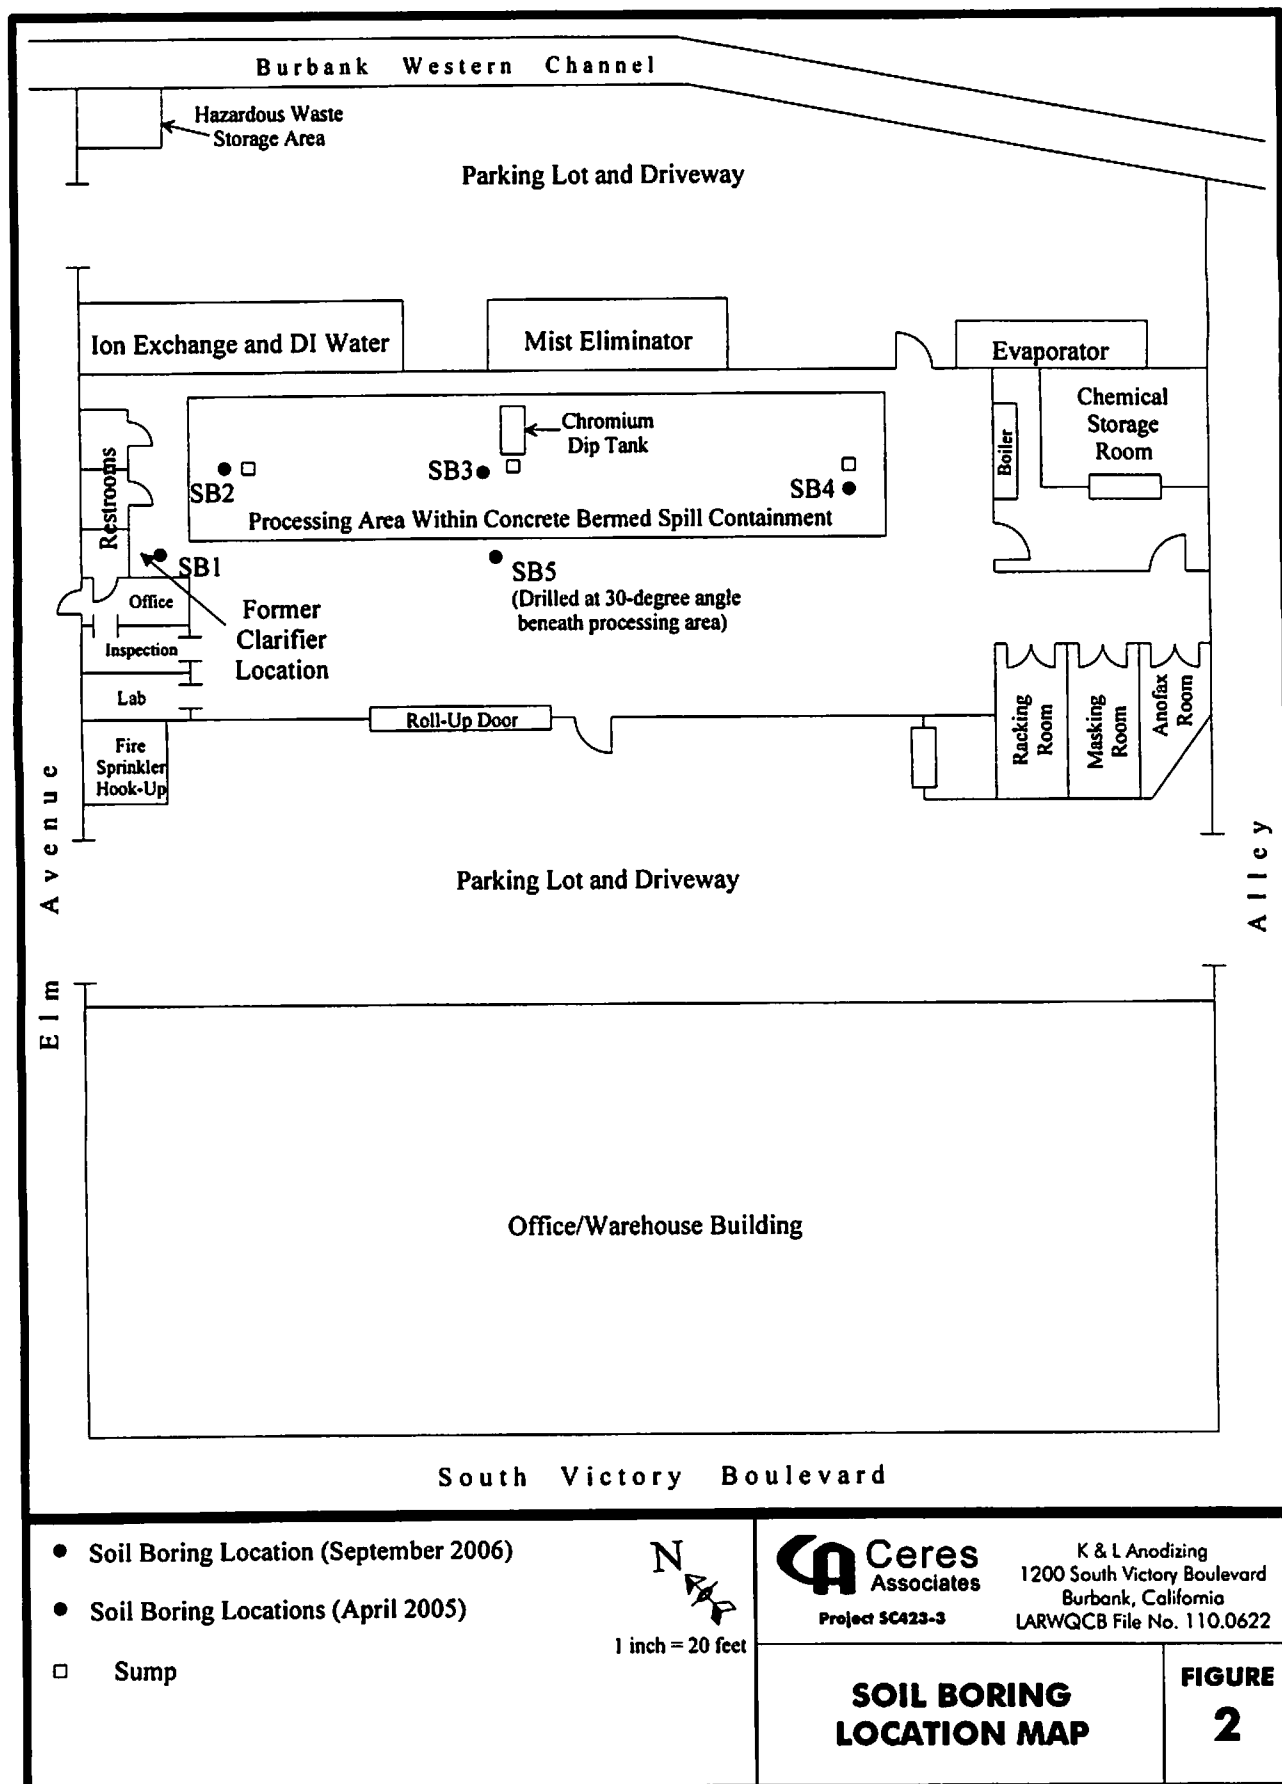 Burbank Western Channel
Hazardous Waste
Storage Area
Parking Lot and Driveway
Ion Exchange and DI Water
Mist Eliminator
Evaporator
Chemical
Storage
Room
Boiler
Chromium
Dip Tank
Restrooms
SB2
SB3
SB4
Processing Area Within Concrete Bermed Spill Containment
SB1
SB5
(Drilled at 30-degree angle
beneath processing area)
Office
Former
Clarifier
Location
Inspection
Lab
Roll-Up Door
Racking
Room
Masking
Room
Anofax
Room
Fire
Sprinkler
Hook-Up
Elm Avenue
Alley
Parking Lot and Driveway
Office/Warehouse Building
South Victory Boulevard
Soil Boring Location (September 2006)
Soil Boring Locations (April 2005)
Sump
N
1 inch = 20 feet
CA Ceres
Associates
Project SC423-3
K & L Anodizing
1200 South Victory Boulevard
Burbank, California
LARWQCB File No. 110.0622
SOIL BORING
LOCATION MAP
FIGURE
2